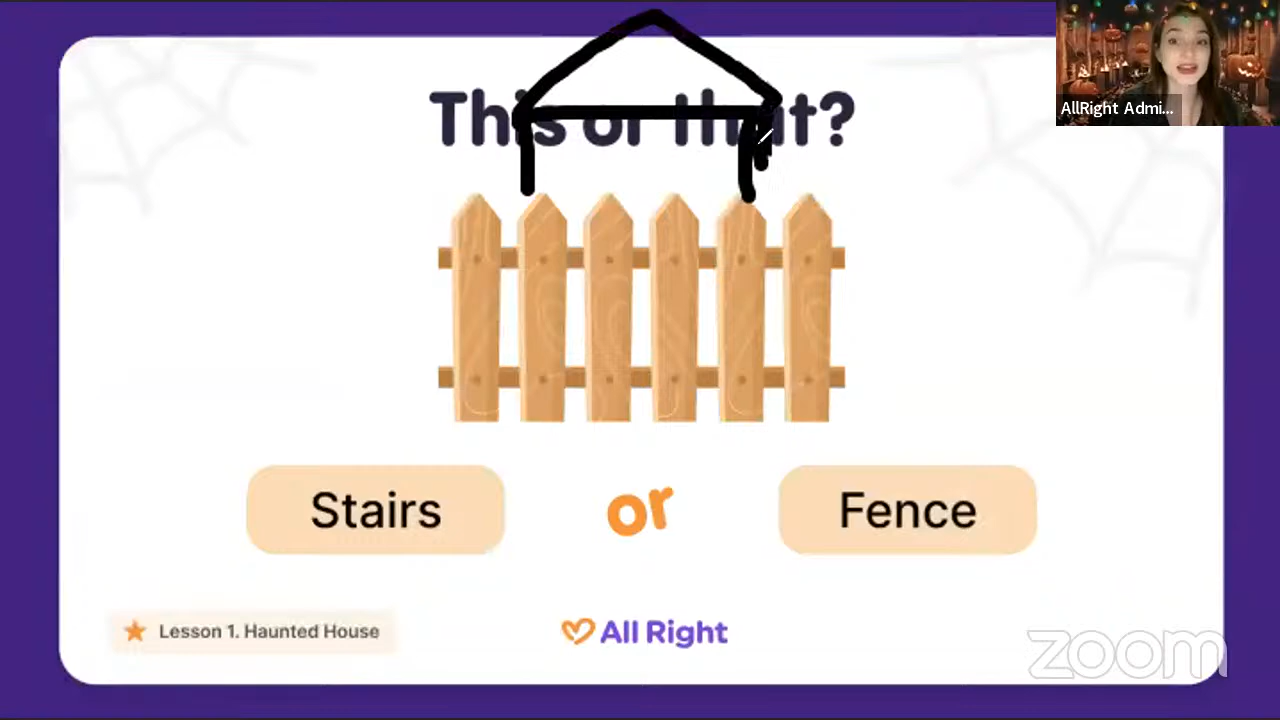 This or that?
AllRight Admi...
Stairs
or
Fence
Lesson 1. Haunted House
All Right
zoom